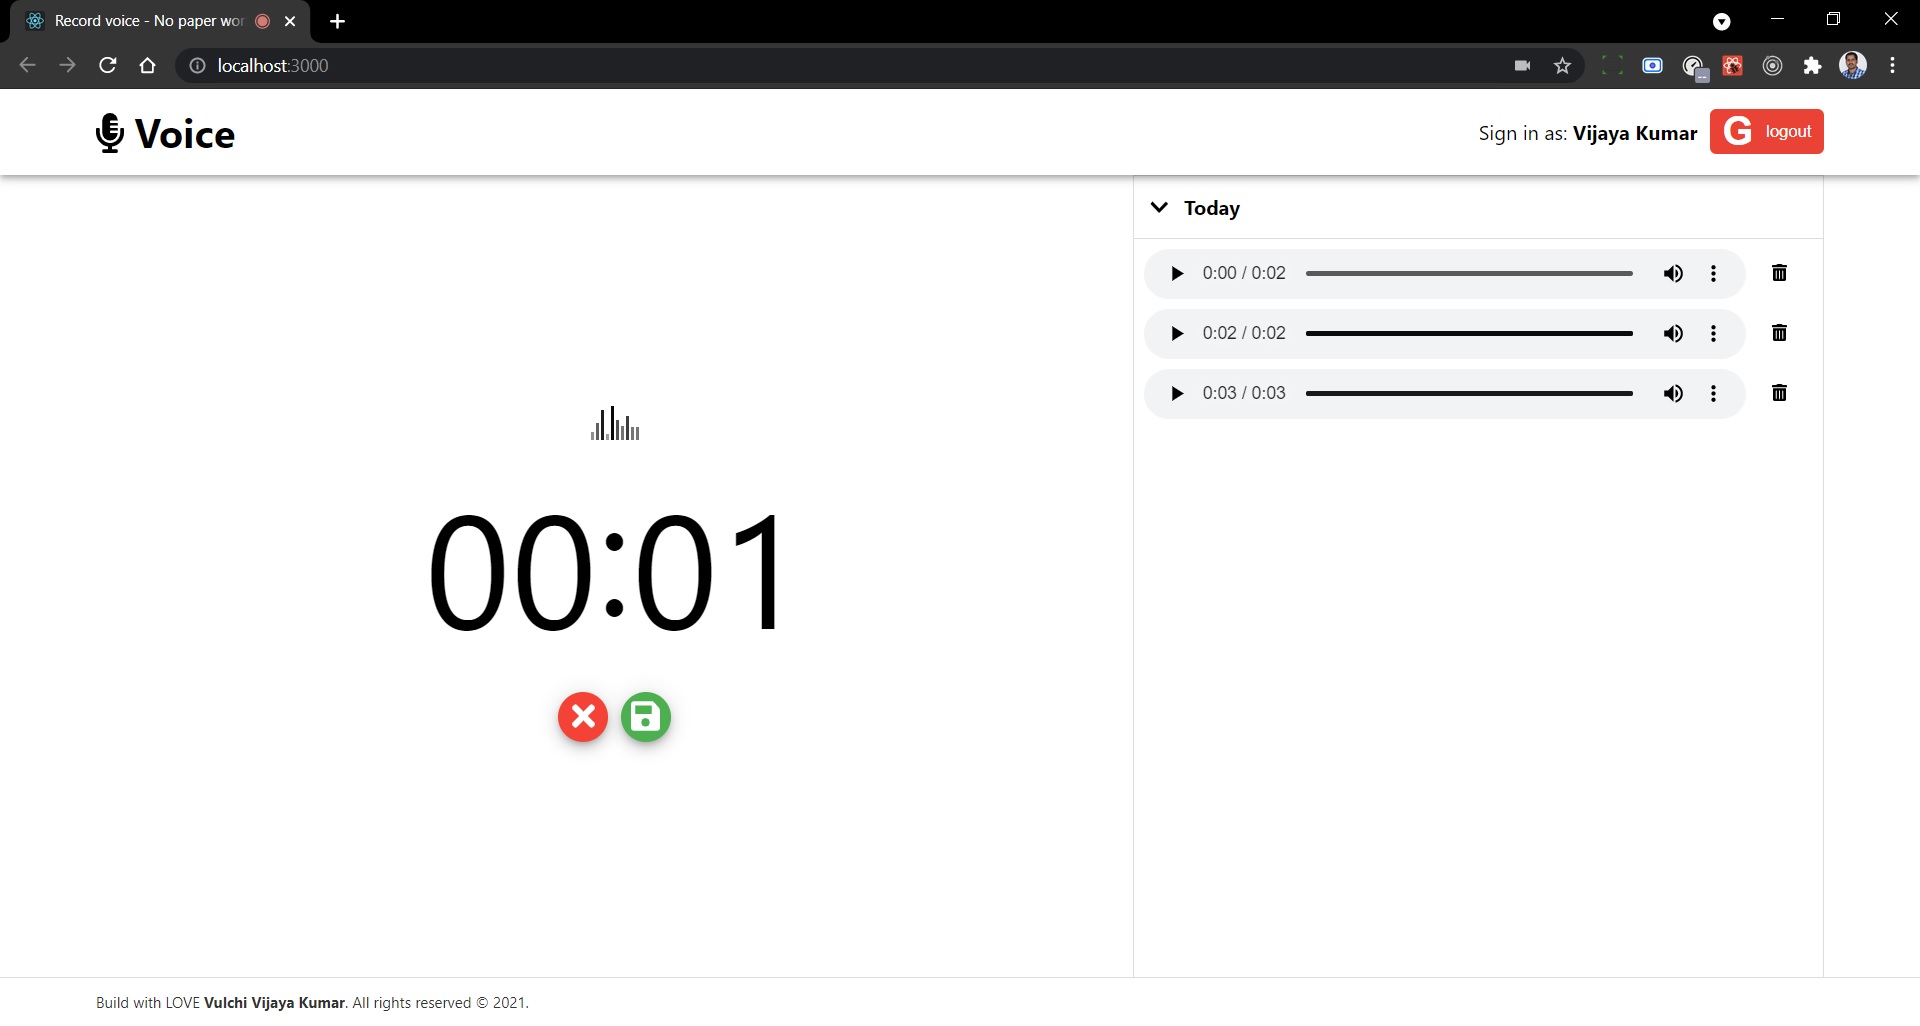 Record voice - No paper wor
localhost:3000
Voice
Sign in as: Vijaya Kumar
G logout
Today
0:00 / 0:02
0:02 / 0:02
0:03 / 0:03
00:01
Build with LOVE Vulchi Vijaya Kumar. All rights reserved © 2021.